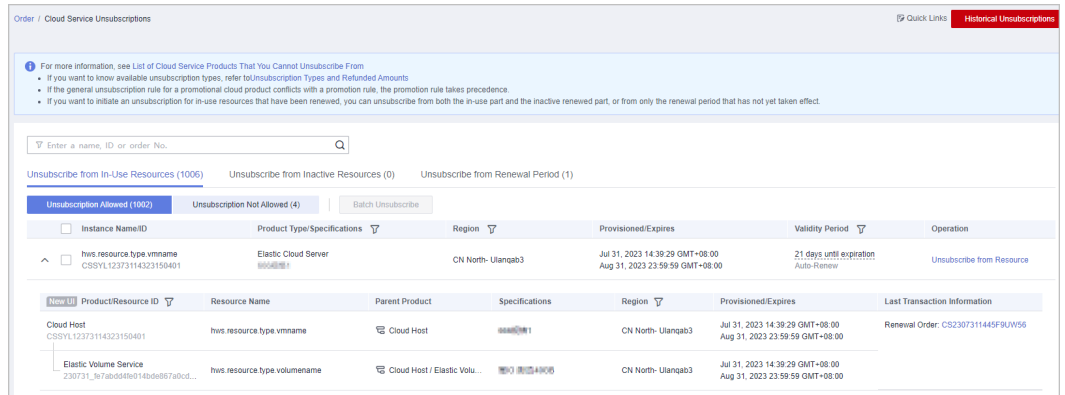 Order / Cloud Service Unsubscriptions
Quick Links
Historical Unsubscriptions
For more information, see List of Cloud Service Products That You Cannot Unsubscribe From
If you want to know available unsubscription types, refer toUnsubscription Types and Refunded Amounts
If the general unsubscription rule for a promotional cloud product conflicts with a promotion rule, the promotion rule takes precedence.
If you want to initiate an unsubscription for in-use resources that have been renewed, you can unsubscribe from both the in-use part and the inactive renewed part, or from only the renewal period that has not yet taken effect.
Enter a name, ID or order No.
Unsubscribe from In-Use Resources (1006) Unsubscribe from Inactive Resources (0) Unsubscribe from Renewal Period (1)
Unsubscription Allowed (1002) Unsubscription Not Allowed (4) Batch Unsubscribe
Instance Name/ID Product Type/Specifications Region Provisioned/Expires Validity Period Operation
hws.resource.type.vmname Elastic Cloud Server CN North- Ulanqab3 Jul 31, 2023 14:39:29 GMT+08:00 21 days until expiration Unsubscribe from Resource
CSSYL12373114323150401 Aug 31, 2023 23:59:59 GMT+08:00 Auto-Renew
New UI Product/Resource ID Resource Name Parent Product Specifications Region Provisioned/Expires Last Transaction Information
Cloud Host hws.resource.type.vmname Cloud Host CN North- Ulanqab3 Jul 31, 2023 14:39:29 GMT+08:00 Renewal Order: CS2307311445F9UW56
CSSYL12373114323150401 Aug 31, 2023 23:59:59 GMT+08:00
Elastic Volume Service hws.resource.type.volumename Cloud Host / Elastic Volu... CN North- Ulanqab3 Jul 31, 2023 14:39:29 GMT+08:00
230731_fe7abdd4fe014bde867a0cd... Aug 31, 2023 23:59:59 GMT+08:00